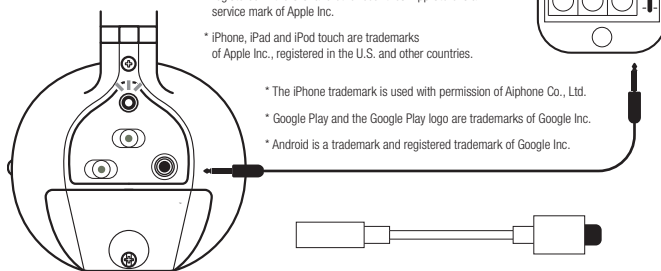 service mark of Apple Inc.
* iPhone, iPad and iPod touch are trademarks
of Apple Inc., registered in the U.S. and other countries.
* The iPhone trademark is used with permission of Aiphone Co., Ltd.
* Google Play and the Google Play logo are trademarks of Google Inc.
* Android is a trademark and registered trademark of Google Inc.